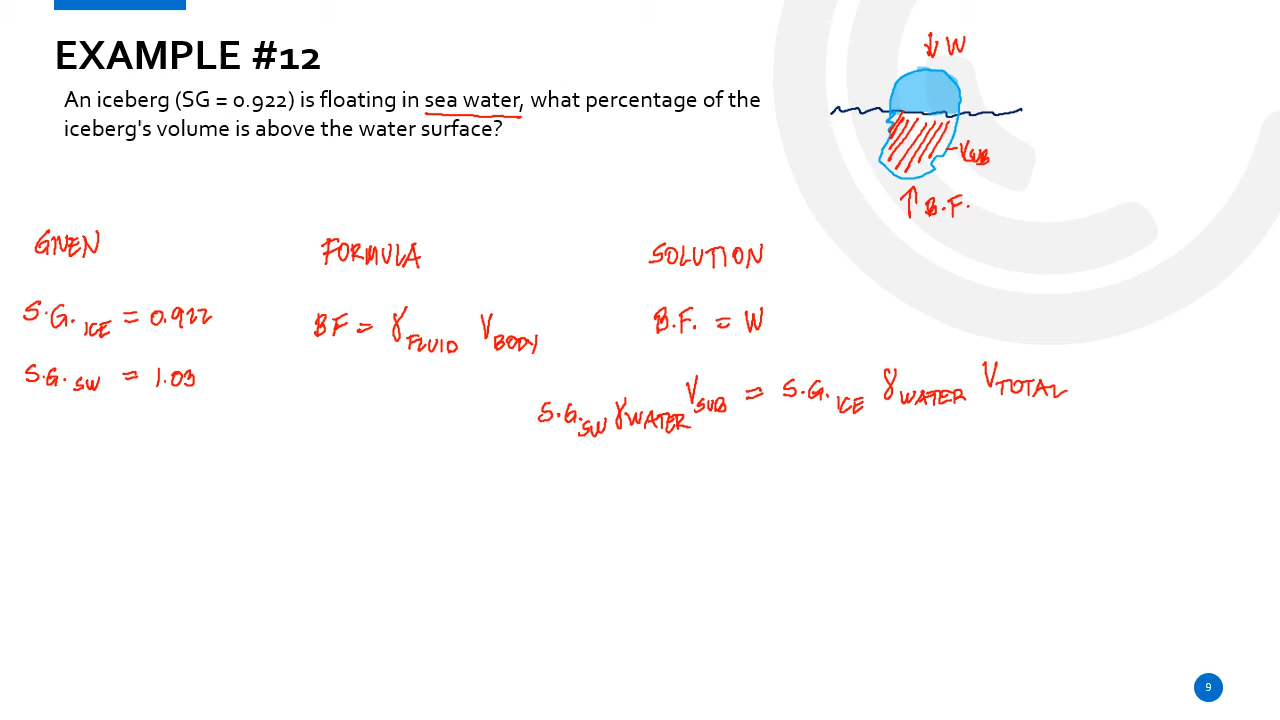 EXAMPLE #12
An iceberg (SG = 0.922) is floating in sea water, what percentage of the
iceberg's volume is above the water surface?
↓ W
VSUB
↑ B.F.
GIVEN
S.G. ICE = 0.922
S.G. SW = 1.03
FORMULA
BF = γFLUID VBODY
SOLUTION
B.F. = W
S.G.SW γWATER VSUB = S.G.ICE γWATER VTOTAL
9